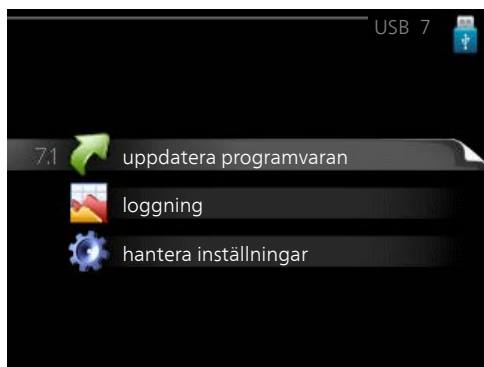 USB 7
7.1 uppdatera programvaran
loggning
hantera inställningar